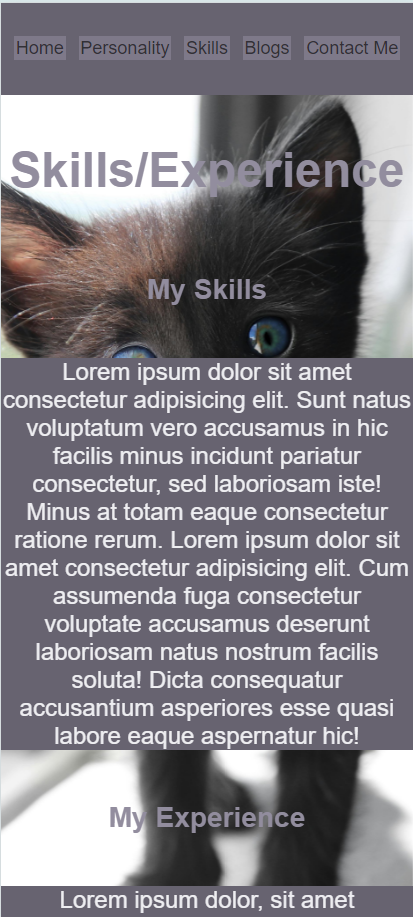 Home Personality Skills Blogs Contact Me
Skills/Experience
My Skills
Lorem ipsum dolor sit amet
consectetur adipisicing elit. Sunt natus
voluptatum vero accusamus in hic
facilis minus incidunt pariatur
consectetur, sed laboriosam iste!
Minus at totam eaque consectetur
ratione rerum. Lorem ipsum dolor sit
amet consectetur adipisicing elit. Cum
assumenda fuga consectetur
voluptate accusamus deserunt
laboriosam natus nostrum facilis
soluta! Dicta consequatur
accusantium asperiores esse quasi
labore eaque aspernatur hic!
My Experience
Lorem ipsum dolor, sit amet